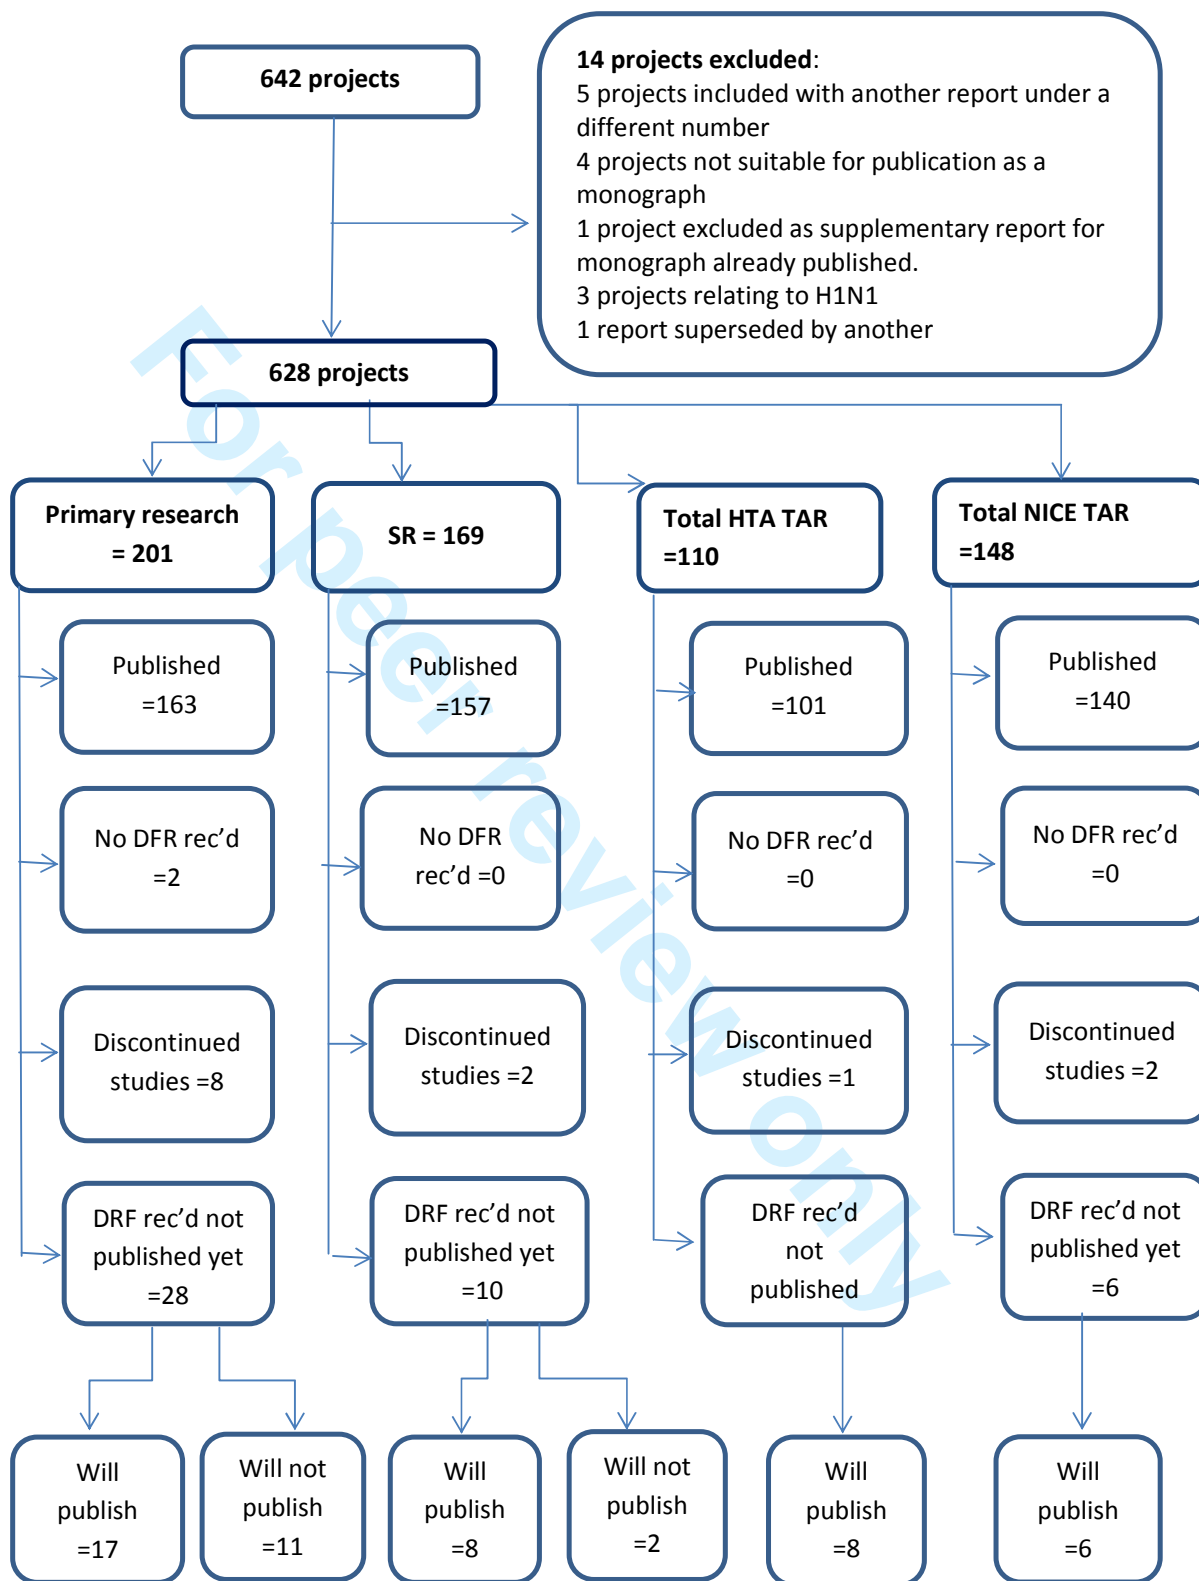 642 projects
14 projects excluded:
5 projects included with another report under a
different number
4 projects not suitable for publication as a
monograph
1 project excluded as supplementary report for
monograph already published.
3 projects relating to H1N1
1 report superseded by another
628 projects
Primary research
= 201
SR = 169
Total HTA TAR
=110
Total NICE TAR
=148
Published
=163
Published
=157
Published
=101
Published
=140
No DFR rec’d
=2
No DFR
rec’d =0
No DFR rec’d
=0
No DFR rec’d
=0
Discontinued
studies =8
Discontinued
studies =2
Discontinued
studies =1
Discontinued
studies =2
DRF rec’d not
published yet
=28
DRF rec’d not
published yet
=10
DRF rec’d
not
published
DRF rec’d not
published yet
=6
Will
publish
=17
Will not
publish
=11
Will
publish
=8
Will not
publish
=2
Will
publish
=8
Will
publish
=6
For peer review only